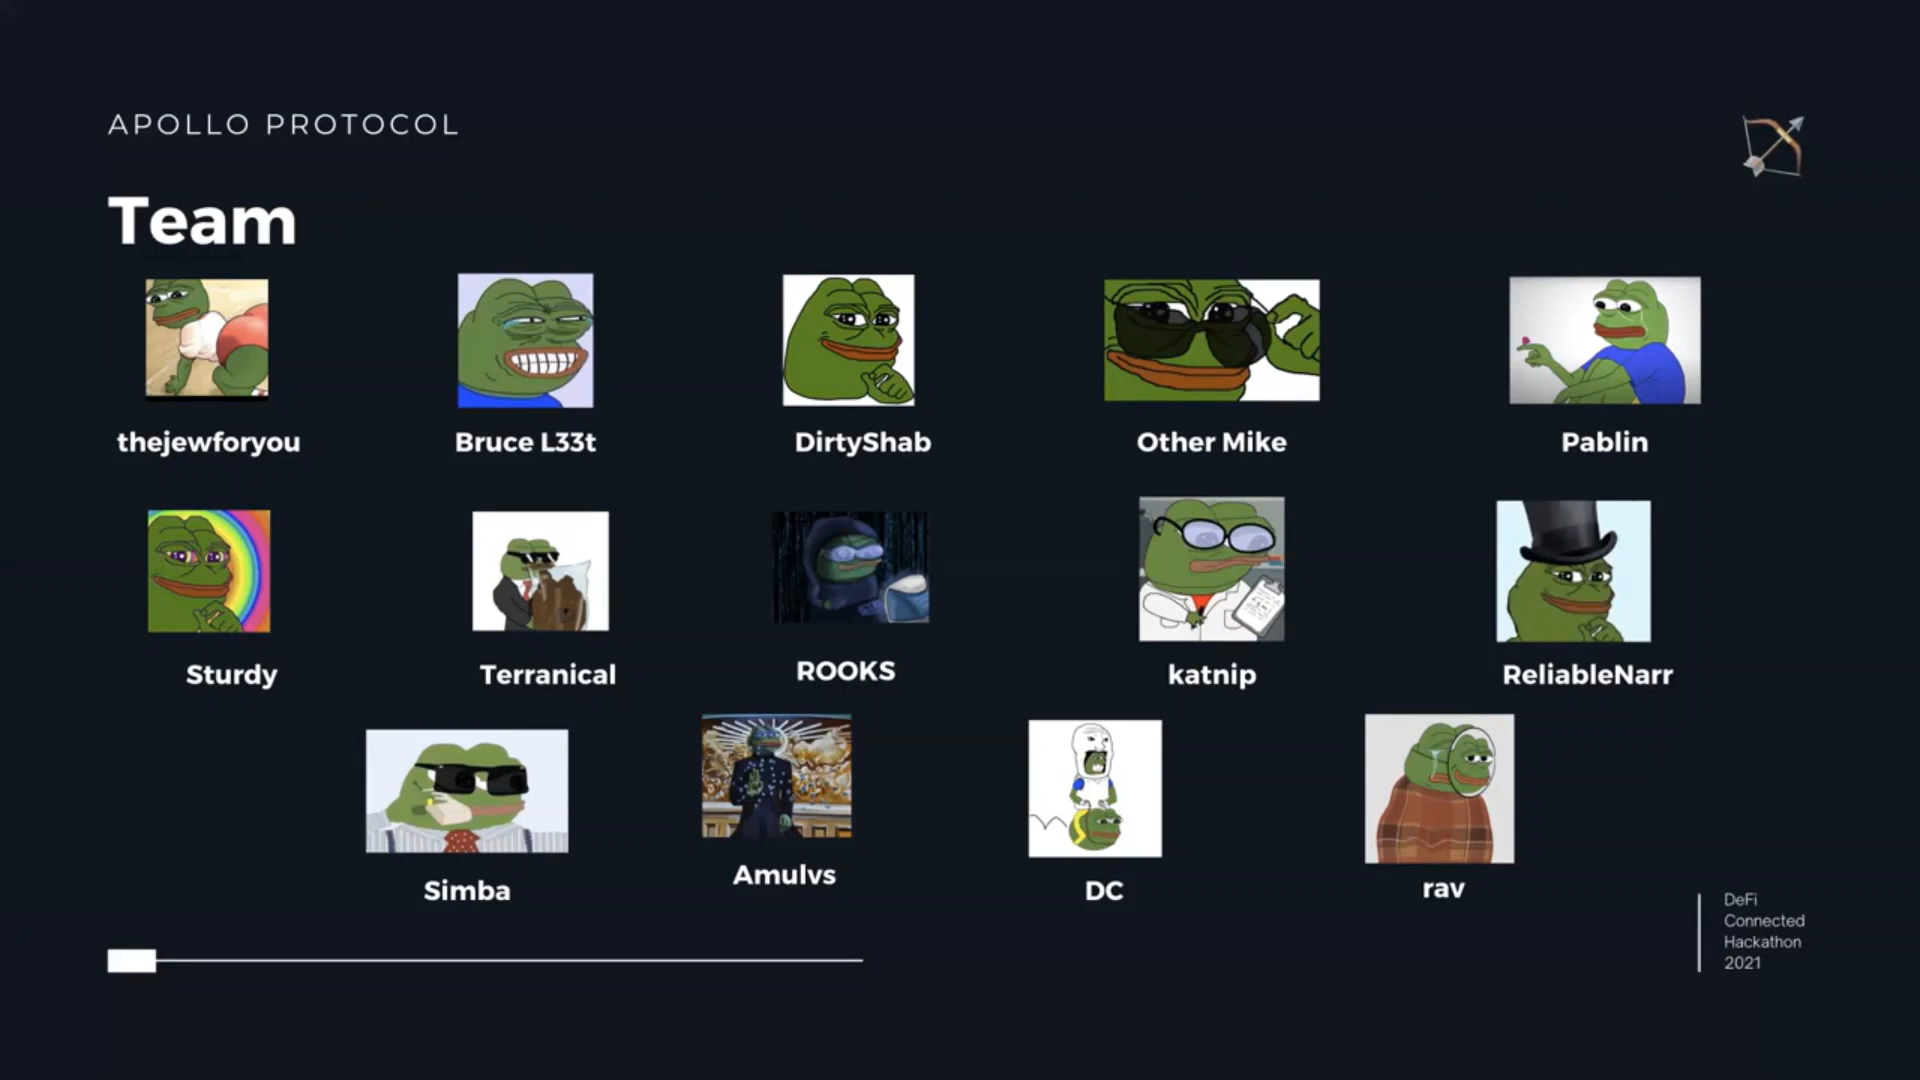 APOLLO PROTOCOL
Team
thejewforyou
Bruce L33t
DirtyShab
Other Mike
Pablin
Sturdy
Terranical
ROOKS
katnip
ReliableNarr
Simba
Amulvs
DC
rav
DeFi
Connected
Hackathon
2021